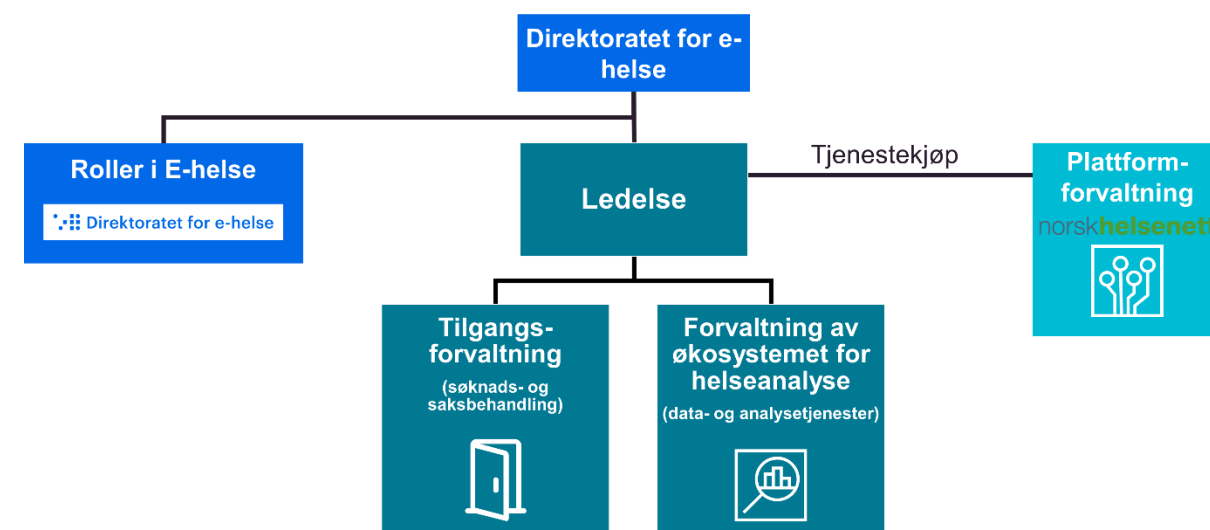 Direktoratet for e-
helse
Roller i E-helse
Direktoratet for e-helse
Ledelse
Tjenestekjøp
Plattform-
forvaltning
norskhelsenett
Tilgangs-
forvaltning
(søknads- og
saksbehandling)
Forvaltning av
økosystemet for
helseanalyse
(data- og analysetjenester)